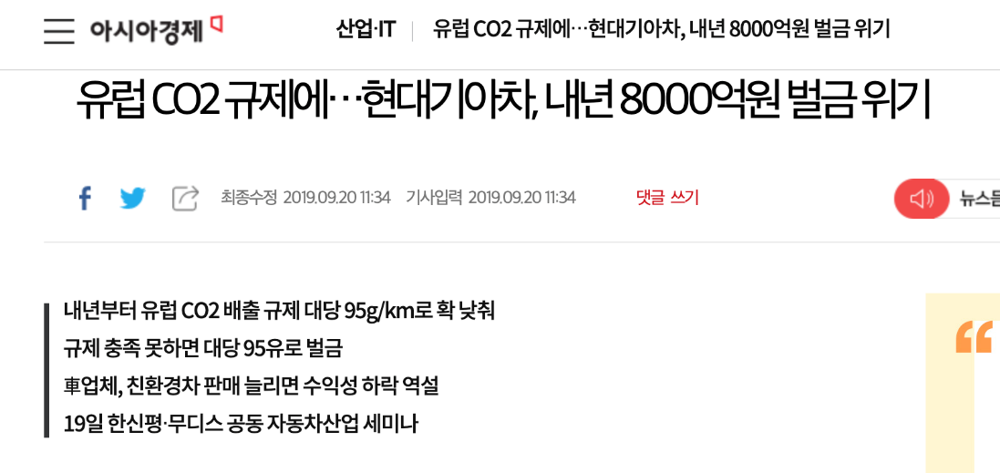 아시아경제
산업·IT
유럽 CO2 규제에…현대기아차, 내년 8000억원 벌금 위기
유럽 CO2 규제에…현대기아차, 내년 8000억원 벌금 위기
최종수정 2019.09.20 11:34 기사입력 2019.09.20 11:34 댓글 쓰기
뉴스듣
내년부터 유럽 CO2 배출 규제 대당 95g/km로 확 낮춰
규제 충족 못하면 대당 95유로 벌금
車업체, 친환경차 판매 늘리면 수익성 하락 역설
19일 한신평·무디스 공동 자동차산업 세미나